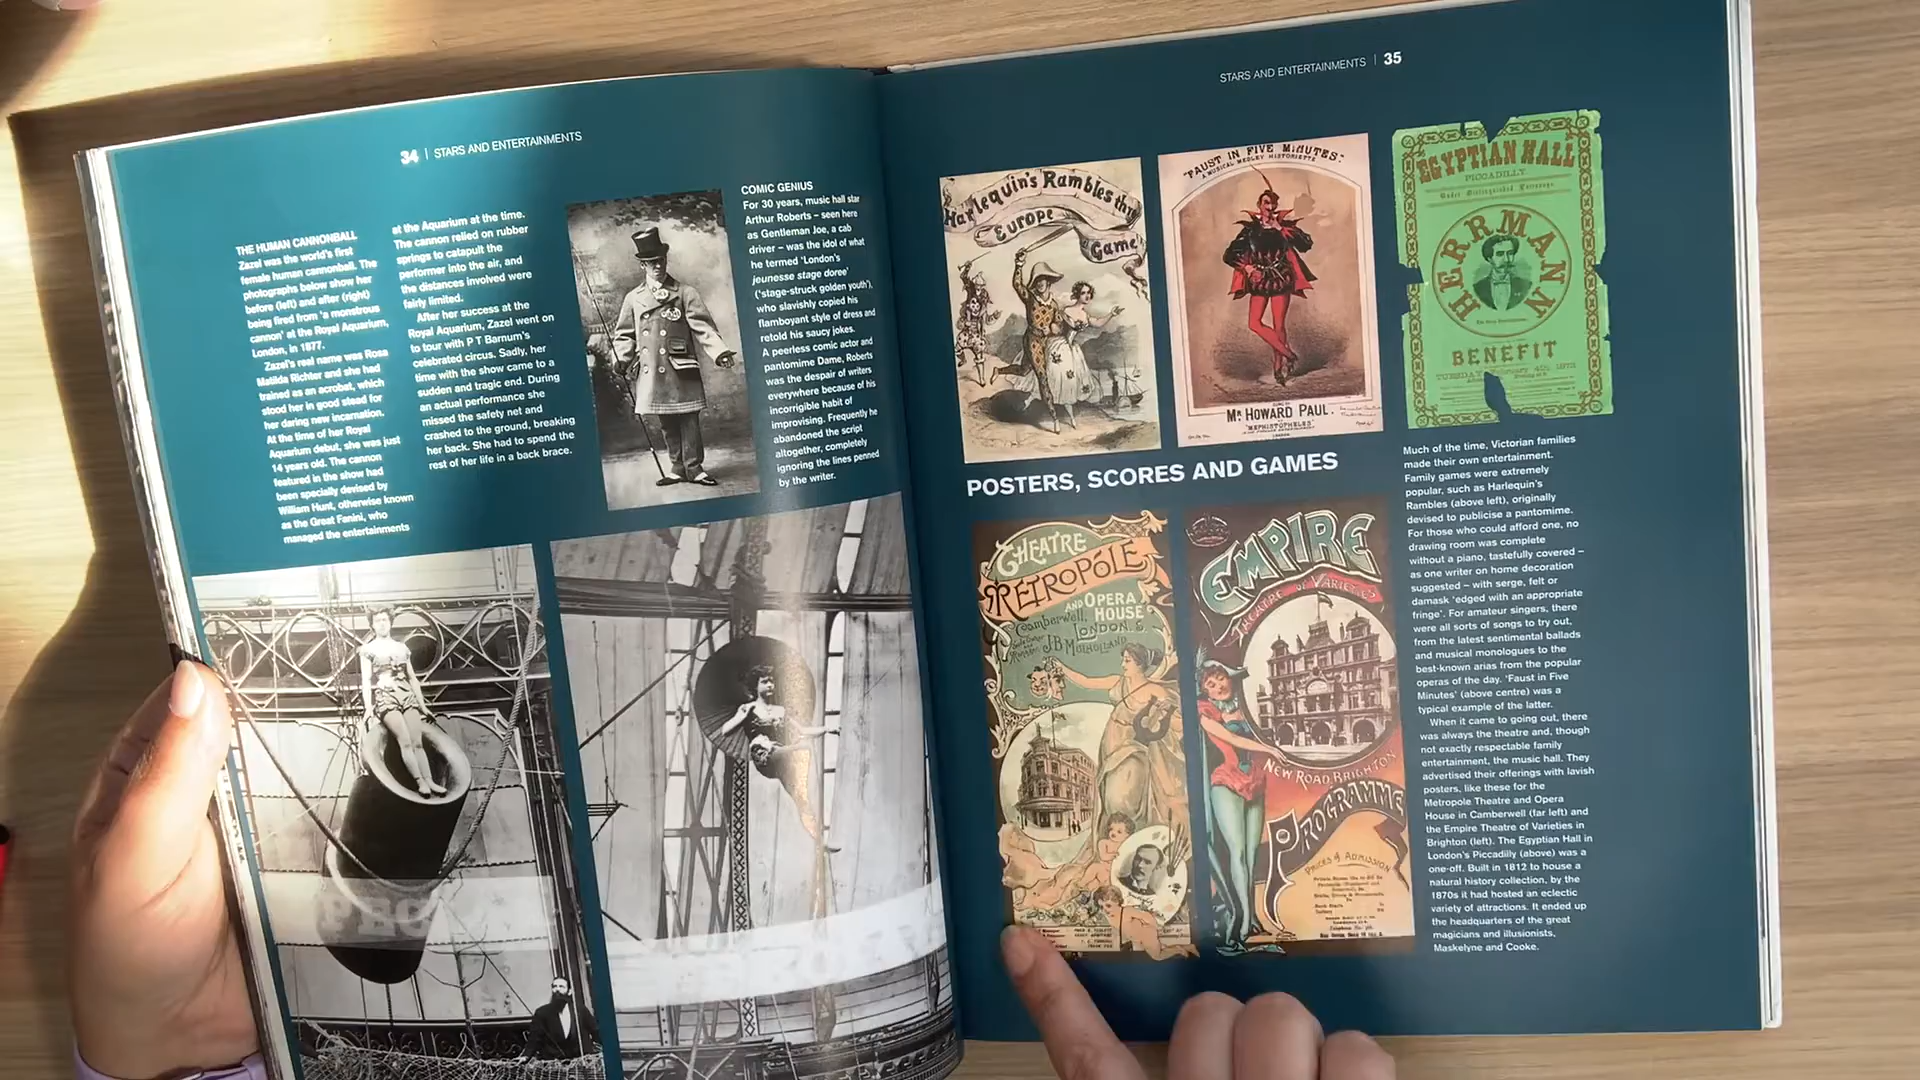 34 | STARS AND ENTERTAINMENTS
THE HUMAN CANNONBALL
Zazel was the world's first
female human cannonball. The
photographs below show her
before (left) and after (right)
being fired from 'a monstrous
cannon' at the Royal Aquarium,
London, in 1877.
Zazel's real name was Rosa
Matilda Richter and she had
trained as an acrobat, which
stood her in good stead for
her daring new incarnation.
At the time of her Royal
Aquarium debut, she was just
14 years old. The cannon
featured in the show had
been specially devised by
William Hunt, otherwise known
as the Great Farini, who
managed the entertainments
at the Aquarium at the time.
The cannon relied on rubber
springs to catapult the
performer into the air, and
the distances involved were
fairly limited.
After her success at the
Royal Aquarium, Zazel went on
to tour with P T Barnum's
celebrated circus. Sadly, her
time with the show came to a
sudden and tragic end. During
an actual performance she
missed the safety net and
crashed to the ground, breaking
her back. She had to spend the
rest of her life in a back brace.
COMIC GENIUS
For 30 years, music hall star
Arthur Roberts – seen here
as Gentleman Joe, a cab
driver – was the idol of what
he termed 'London's
jeunesse stage doree'
('stage-struck golden youth'),
who slavishly copied his
flamboyant style of dress and
retold his saucy jokes.
A peerless comic actor and
pantomime Dame, Roberts
was the despair of writers
everywhere because of his
incorrigible habit of
improvising. Frequently he
abandoned the script
altogether, completely
ignoring the lines penned
by the writer.
STARS AND ENTERTAINMENTS | 35
Harlequin's Rambles thro
Europe
Game
"FAUST IN FIVE MINUTES."
A MUSICAL MEDLEY HISTORIETTE
MR HOWARD PAUL.
"MEPHISTOPHELES"
EGYPTIAN HALL
PICCADILLY
Under Distinguished Patronage
HERRMANN
BENEFIT
POSTERS, SCORES AND GAMES
THEATRE
METROPOLE
AND OPERA
HOUSE
Camberwell,
LONDON. S.
J.B MULHOLLAND
EMPIRE
THEATRE OF VARIETIES
NEW ROAD. BRIGHTON
PROGRAMME
PRICES of ADMISSION
Much of the time, Victorian families
made their own entertainment.
Family games were extremely
popular, such as Harlequin's
Rambles (above left), originally
devised to publicise a pantomime.
For those who could afford one, no
drawing room was complete
without a piano, tastefully covered –
as one writer on home decoration
suggested – with serge, felt or
damask 'edged with an appropriate
fringe'. For amateur singers, there
were all sorts of songs to try out,
from the latest sentimental ballads
and musical monologues to the
best-known arias from the popular
operas of the day. 'Faust in Five
Minutes' (above centre) was a
typical example of the latter.
When it came to going out, there
was always the theatre and, though
not exactly respectable family
entertainment, the music hall. They
advertised their offerings with lavish
posters, like these for the
Metropole Theatre and Opera
House in Camberwell (far left) and
the Empire Theatre of Varieties in
Brighton (left). The Egyptian Hall in
London's Piccadilly (above) was a
one-off. Built in 1812 to house a
natural history collection, by the
1870s it had hosted an eclectic
variety of attractions. It ended up
the headquarters of the great
magicians and illusionists,
Maskelyne and Cooke.